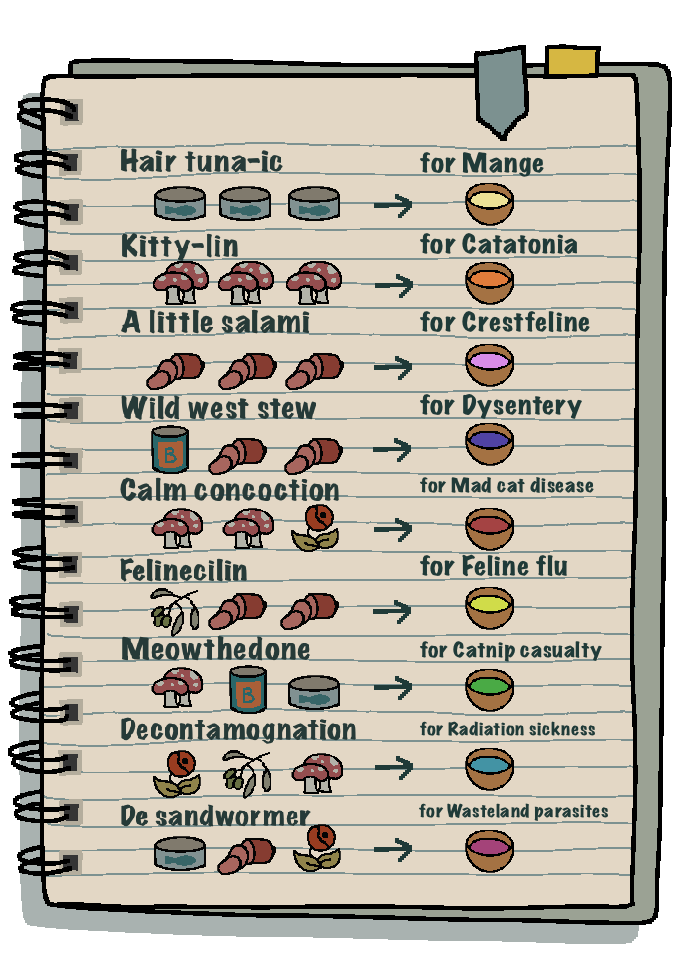 Hair tuna-ic for Mange
Kitty-lin for Catatonia
A little salami for Crestfeline
Wild west stew for Dysentery
B
Calm concoction for Mad cat disease
Felinecilin for Feline flu
Meowthedone for Catnip casualty
B
Decontamognation for Radiation sickness
De sandwormer for Wasteland parasites